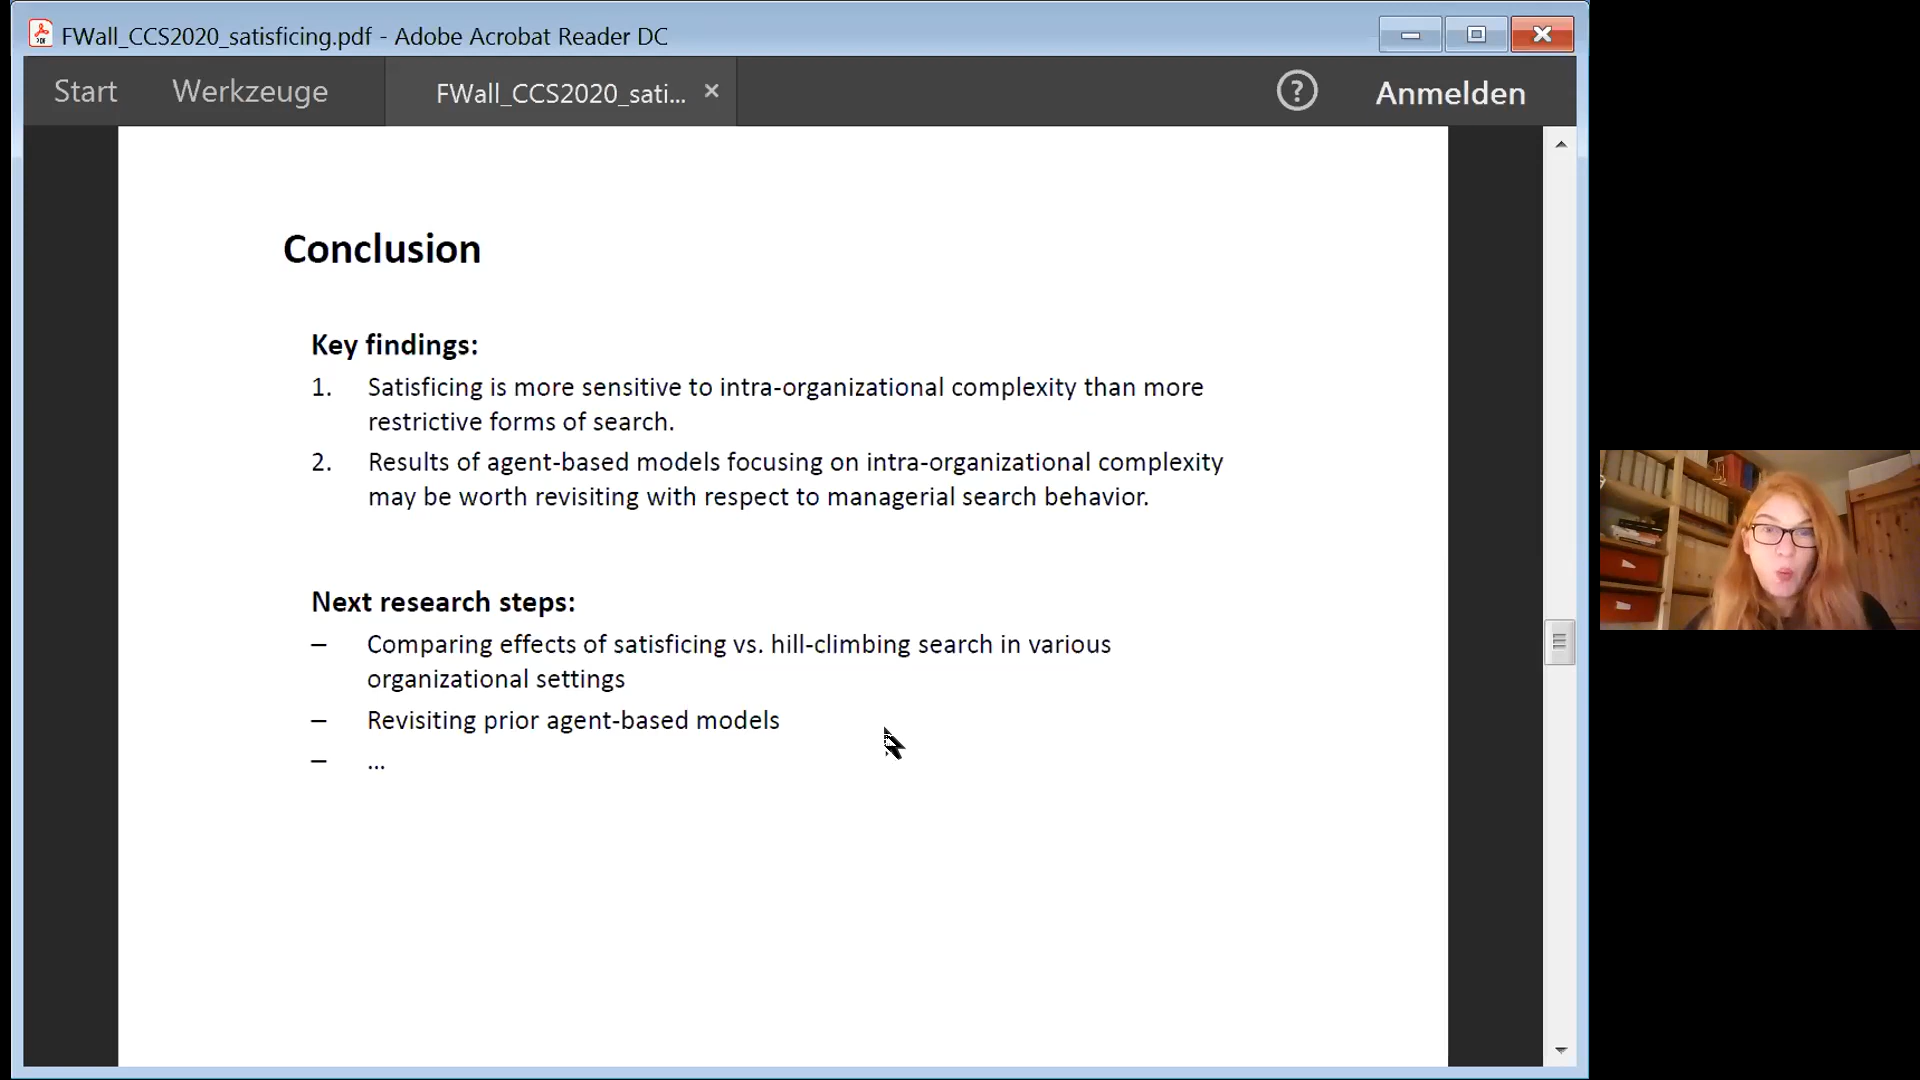 FWall_CCS2020_satisficing.pdf - Adobe Acrobat Reader DC
Start Werkzeuge FWall_CCS2020_sati... × ? Anmelden
Conclusion
Key findings:
1. Satisficing is more sensitive to intra-organizational complexity than more
restrictive forms of search.
2. Results of agent-based models focusing on intra-organizational complexity
may be worth revisiting with respect to managerial search behavior.
Next research steps:
– Comparing effects of satisficing vs. hill-climbing search in various
organizational settings
– Revisiting prior agent-based models
– ...